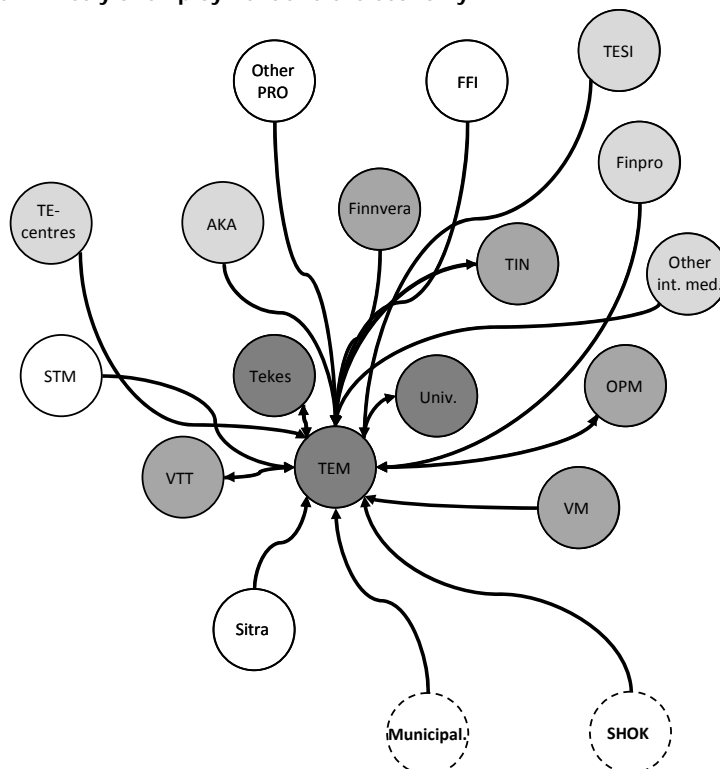 Other
PRO
FFI
TESI
Finpro
TE-
centres
AKA
Finnvera
TIN
Other
int. med.
STM
Tekes
Univ.
OPM
VTT
TEM
VM
Sitra
Municipal.
SHOK